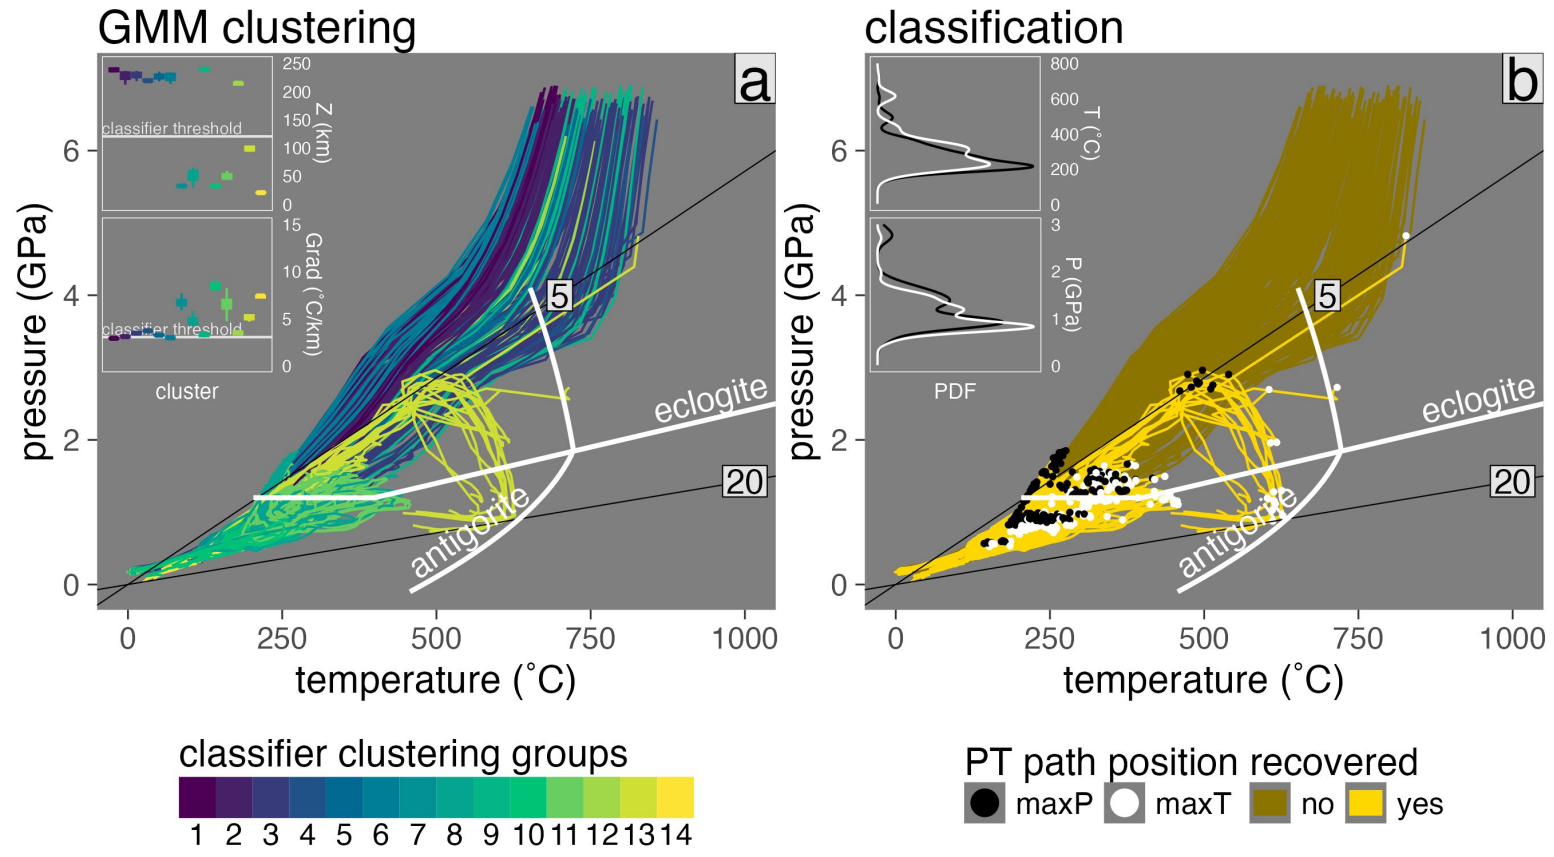 GMM clustering
classification
a
250
200
150
100
50
0
Z (km)
classifier threshold
15
10
5
0
Grad (˚C/km)
classifier threshold
cluster
5
eclogite
20
antigorite
6
4
2
0
pressure (GPa)
0
250
500
750
1000
temperature (˚C)
b
800
600
400
200
0
T (˚C)
3
2
1
0
P (GPa)
PDF
5
eclogite
20
antigorite
6
4
2
0
pressure (GPa)
0
250
500
750
1000
temperature (˚C)
classifier clustering groups
1 2 3 4 5 6 7 8 9 10 11 12 13 14
PT path position recovered
maxP maxT no yes